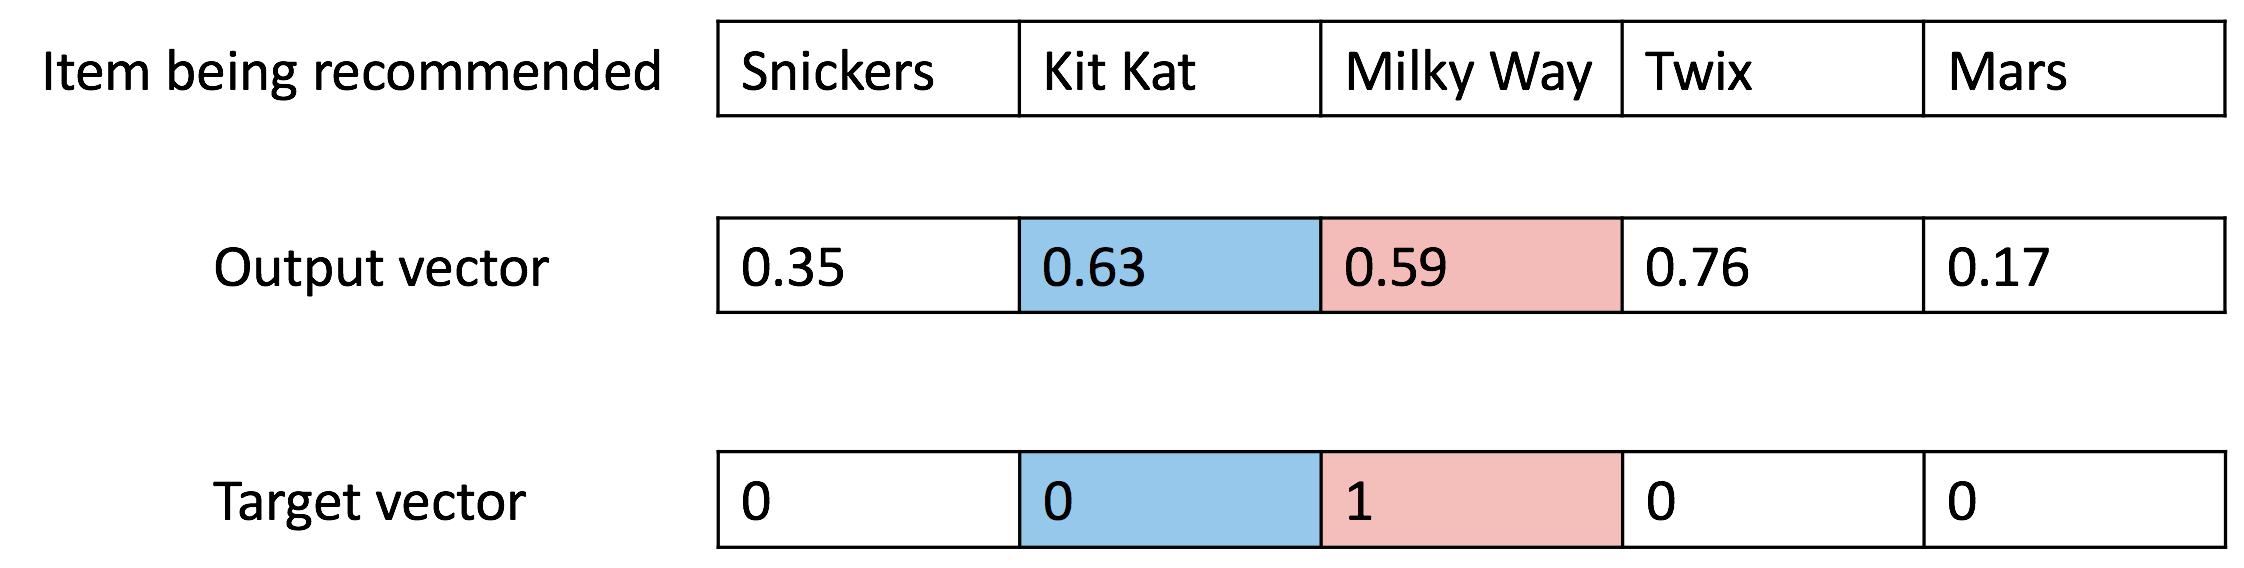 Item being recommended Snickers Kit Kat Milky Way Twix Mars
Output vector 0.35 0.63 0.59 0.76 0.17
Target vector 0 0 1 0 0